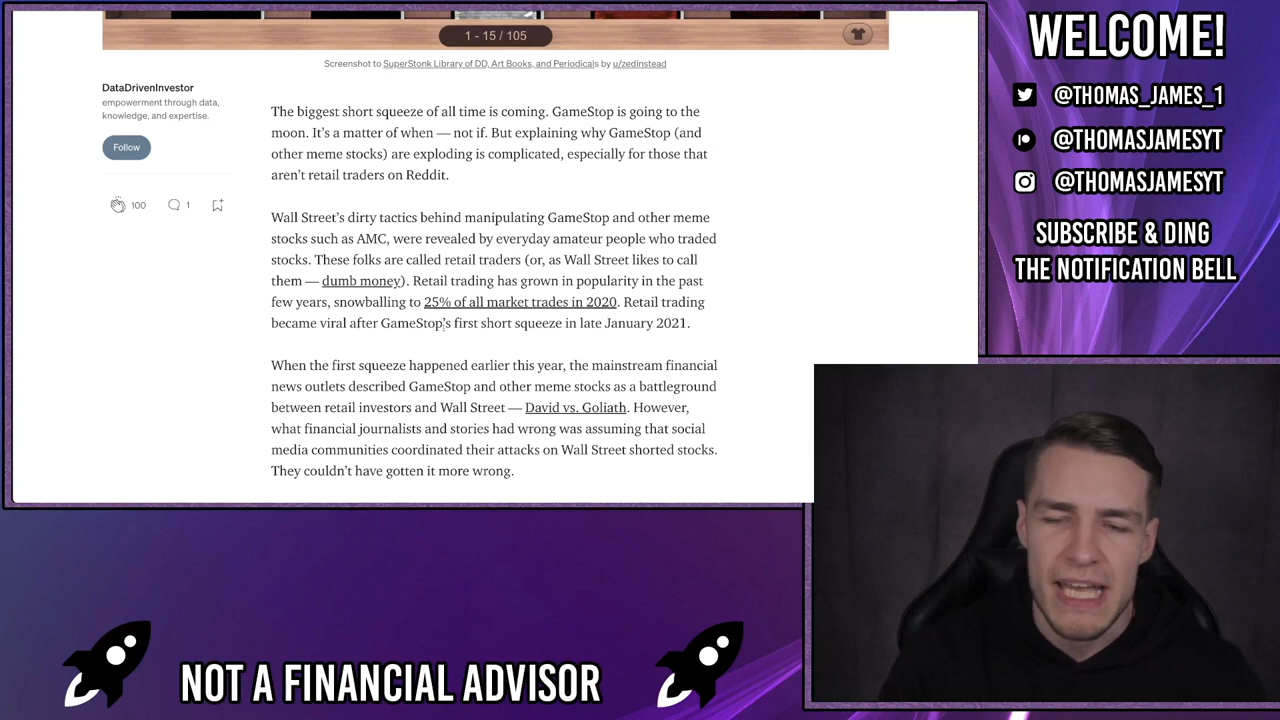 1 - 15 / 105
Screenshot to SuperStonk Library of DD, Art Books, and Periodicals by u/zedinstead
DataDrivenInvestor
empowerment through data,
knowledge, and expertise.
Follow
100
1
The biggest short squeeze of all time is coming. GameStop is going to the
moon. It’s a matter of when — not if. But explaining why GameStop (and
other meme stocks) are exploding is complicated, especially for those that
aren’t retail traders on Reddit.
Wall Street’s dirty tactics behind manipulating GameStop and other meme
stocks such as AMC, were revealed by everyday amateur people who traded
stocks. These folks are called retail traders (or, as Wall Street likes to call
them — dumb money). Retail trading has grown in popularity in the past
few years, snowballing to 25% of all market trades in 2020. Retail trading
became viral after GameStop’s first short squeeze in late January 2021.
When the first squeeze happened earlier this year, the mainstream financial
news outlets described GameStop and other meme stocks as a battleground
between retail investors and Wall Street — David vs. Goliath. However,
what financial journalists and stories had wrong was assuming that social
media communities coordinated their attacks on Wall Street shorted stocks.
They couldn’t have gotten it more wrong.
WELCOME!
@THOMAS_JAMES_1
@THOMASJAMESYT
@THOMASJAMESYT
SUBSCRIBE & DING
THE NOTIFICATION BELL
NOT A FINANCIAL ADVISOR